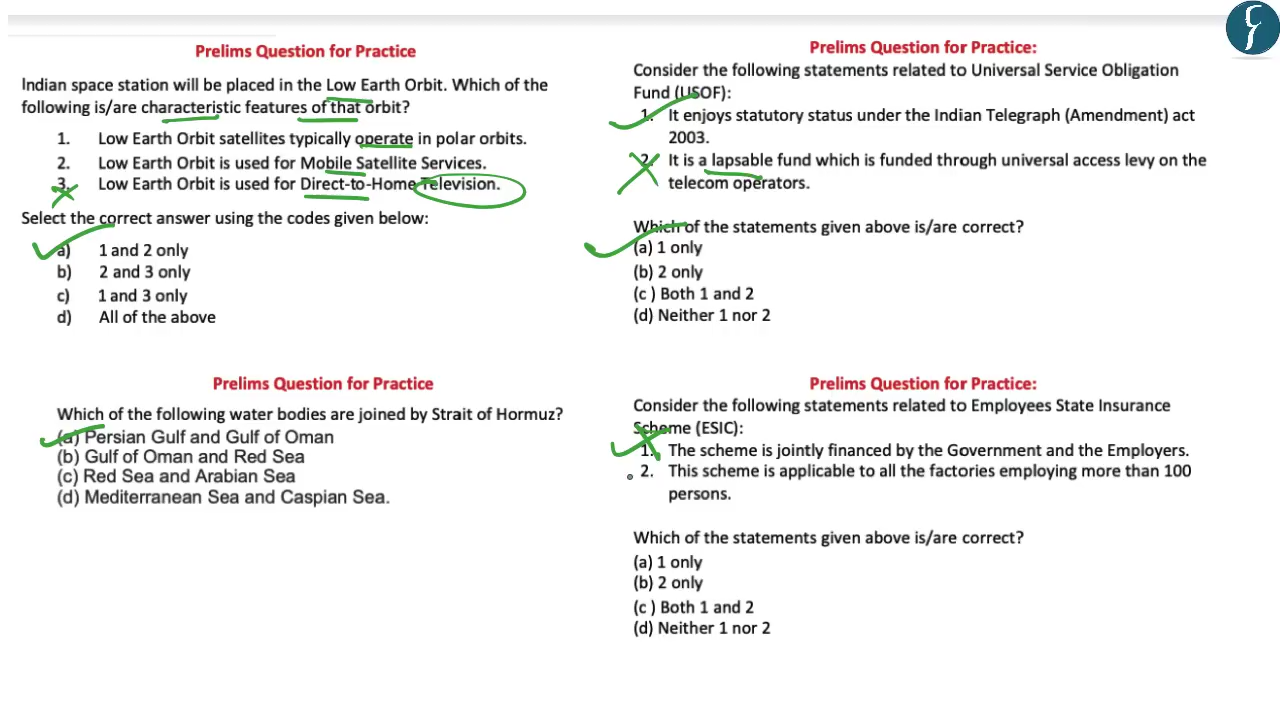 Prelims Question for Practice
Indian space station will be placed in the Low Earth Orbit. Which of the
following is/are characteristic features of that orbit?
1. Low Earth Orbit satellites typically operate in polar orbits.
2. Low Earth Orbit is used for Mobile Satellite Services.
3. Low Earth Orbit is used for Direct-to-Home Television.
Select the correct answer using the codes given below:
a) 1 and 2 only
b) 2 and 3 only
c) 1 and 3 only
d) All of the above
Prelims Question for Practice:
Consider the following statements related to Universal Service Obligation
Fund (USOF):
1. It enjoys statutory status under the Indian Telegraph (Amendment) act
2003.
2. It is a lapsable fund which is funded through universal access levy on the
telecom operators.
Which of the statements given above is/are correct?
(a) 1 only
(b) 2 only
(c ) Both 1 and 2
(d) Neither 1 nor 2
Prelims Question for Practice
Which of the following water bodies are joined by Strait of Hormuz?
(a) Persian Gulf and Gulf of Oman
(b) Gulf of Oman and Red Sea
(c) Red Sea and Arabian Sea
(d) Mediterranean Sea and Caspian Sea.
Prelims Question for Practice:
Consider the following statements related to Employees State Insurance
Scheme (ESIC):
1. The scheme is jointly financed by the Government and the Employers.
2. This scheme is applicable to all the factories employing more than 100
persons.
Which of the statements given above is/are correct?
(a) 1 only
(b) 2 only
(c ) Both 1 and 2
(d) Neither 1 nor 2